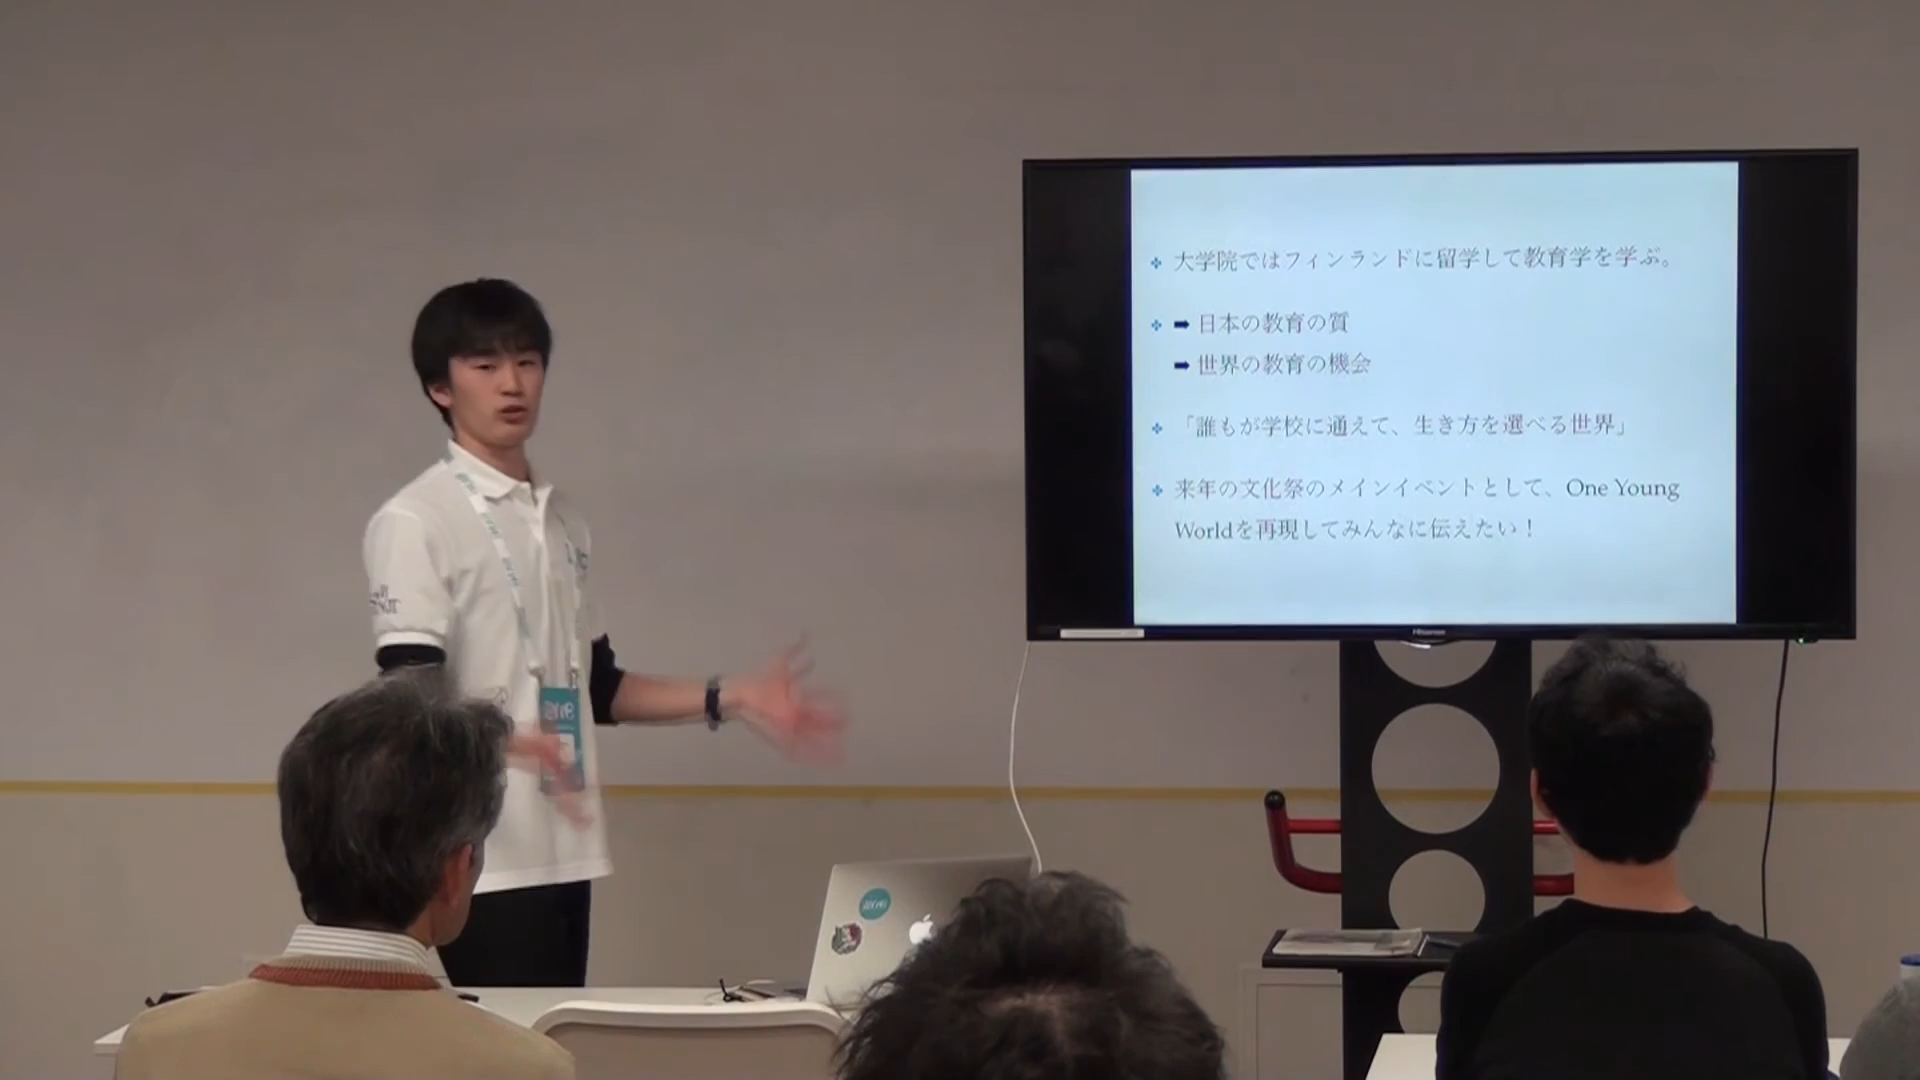 大学院ではフィンランドに留学して教育学を学ぶ。
➡ 日本の教育の質
➡ 世界の教育の機会
「誰もが学校に通えて、生き方を選べる世界」
来年の文化祭のメインイベントとして、One Young
Worldを再現してみんなに伝えたい！
Hisense